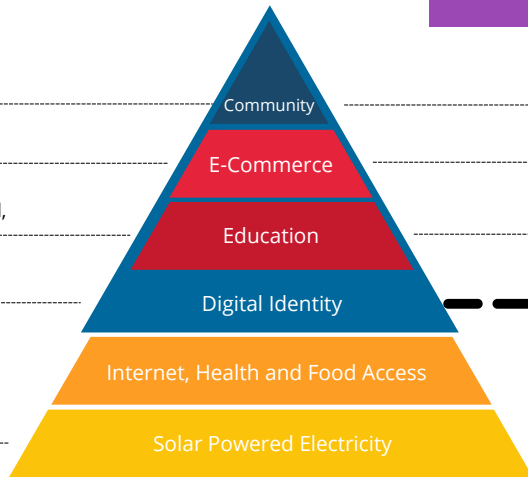 Community
E-Commerce
Education
Digital Identity
Internet, Health and Food Access
Solar Powered Electricity